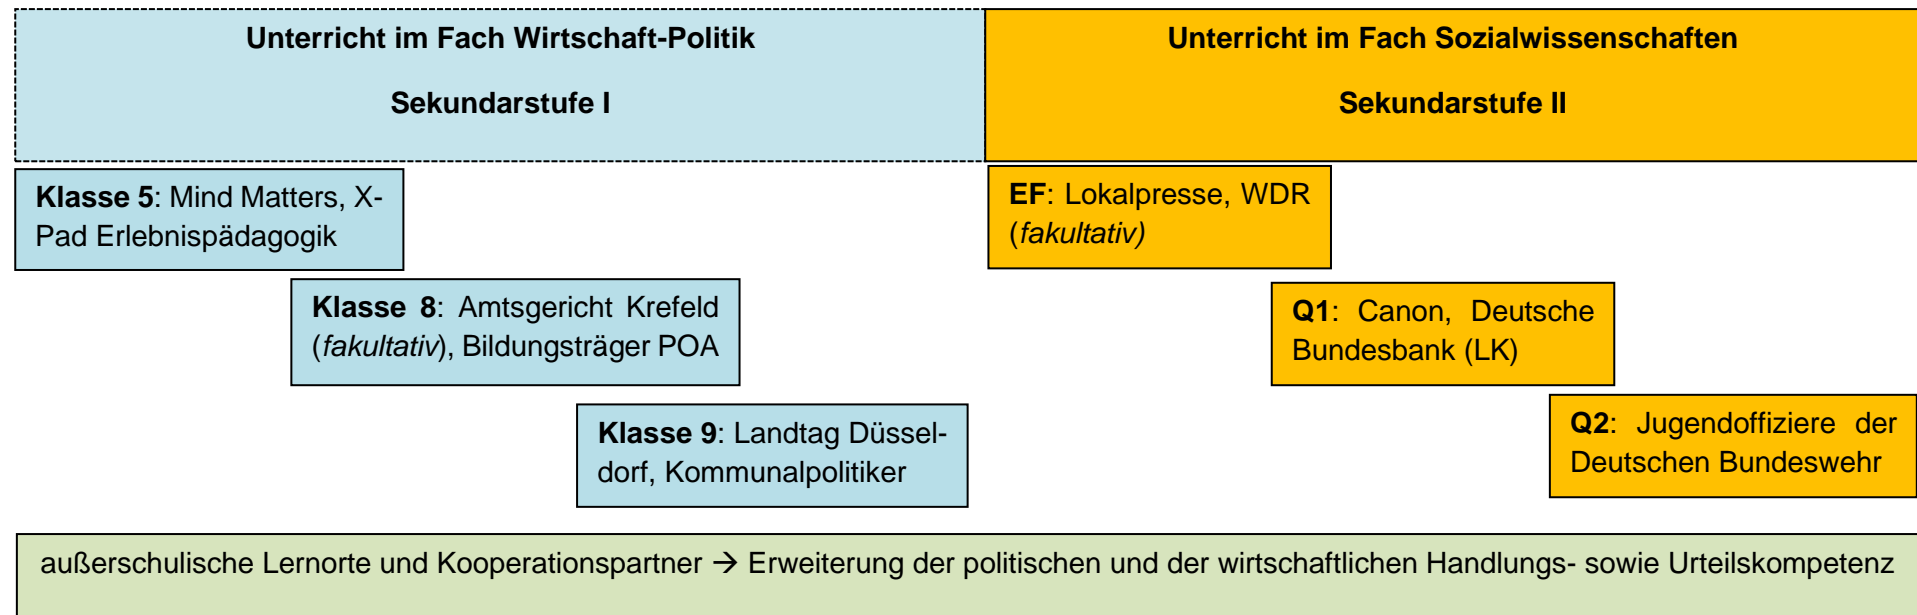 Unterricht im Fach Wirtschaft-Politik
Sekundarstufe I
Unterricht im Fach Sozialwissenschaften
Sekundarstufe II
Klasse 5: Mind Matters, X-
Pad Erlebnispädagogik
Klasse 8: Amtsgericht Krefeld
(fakultativ), Bildungsträger POA
Klasse 9: Landtag Düssel-
dorf, Kommunalpolitiker
EF: Lokalpresse, WDR
(fakultativ)
Q1: Canon, Deutsche
Bundesbank (LK)
Q2: Jugendoffiziere der
Deutschen Bundeswehr
außerschulische Lernorte und Kooperationspartner → Erweiterung der politischen und der wirtschaftlichen Handlungs- sowie Urteilskompetenz